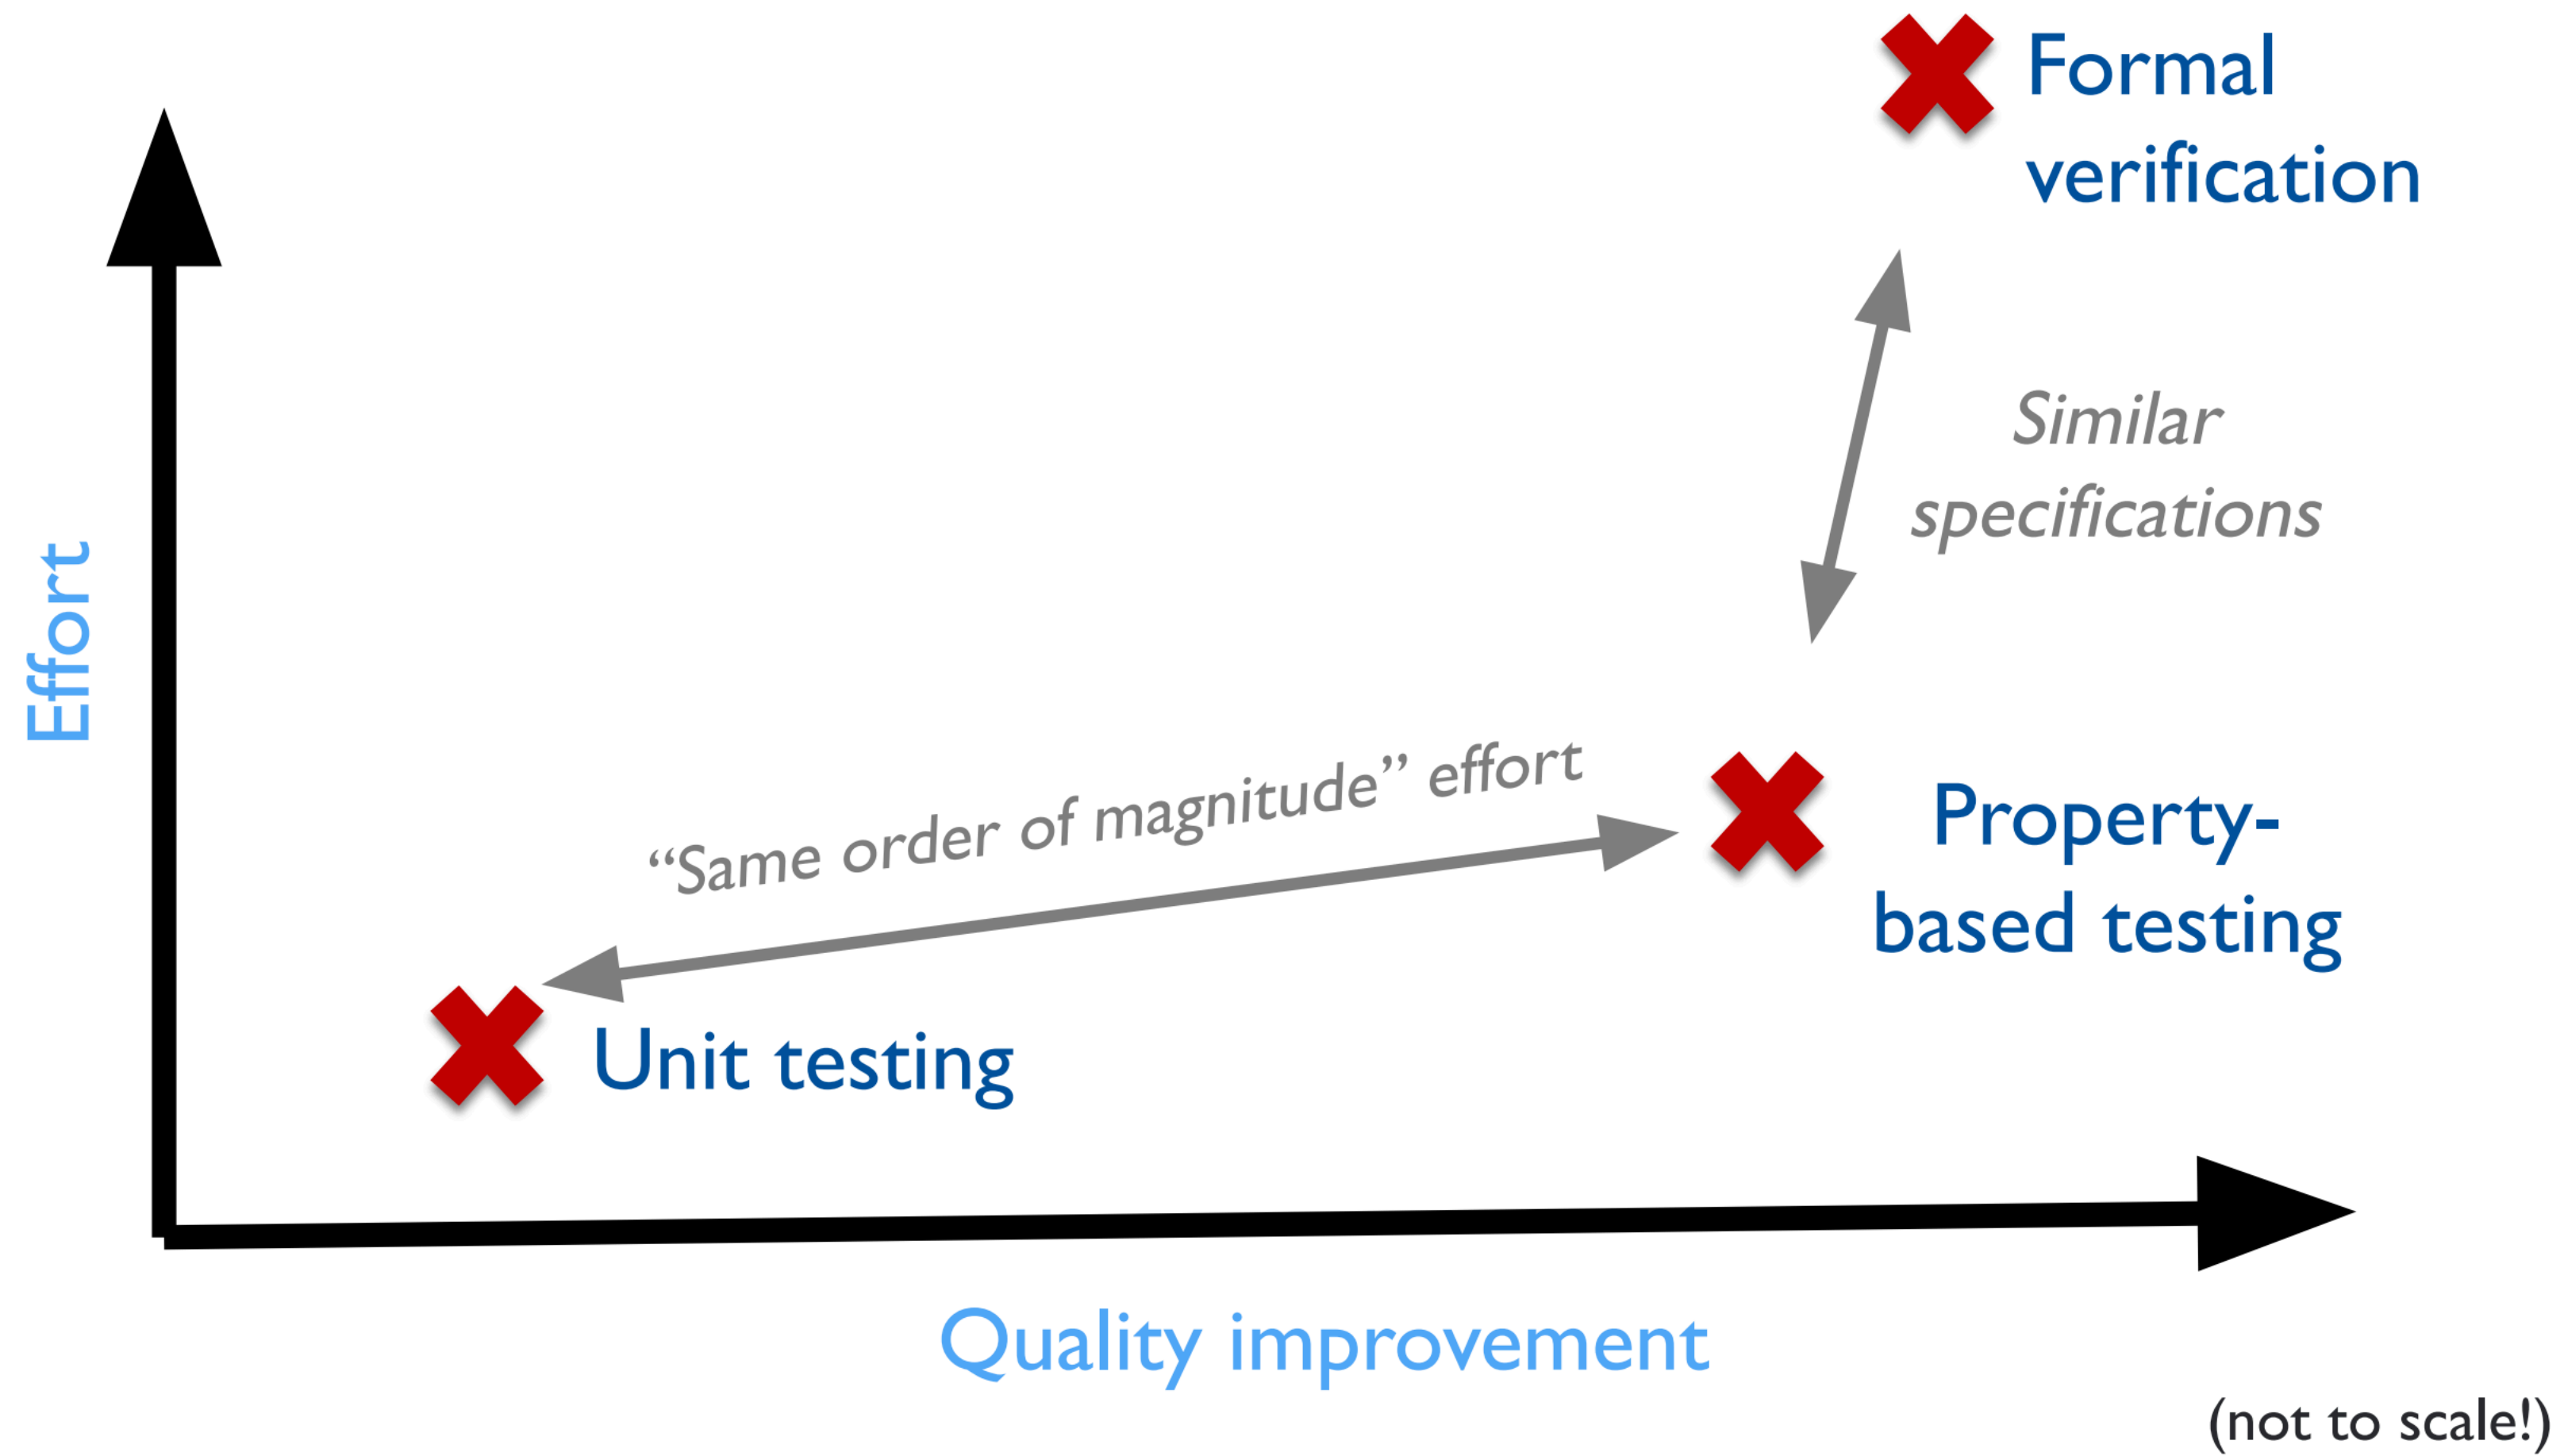 Formal
verification
Effort
Similar
specifications
“Same order of magnitude” effort
Property-
based testing
Unit testing
Quality improvement
(not to scale!)